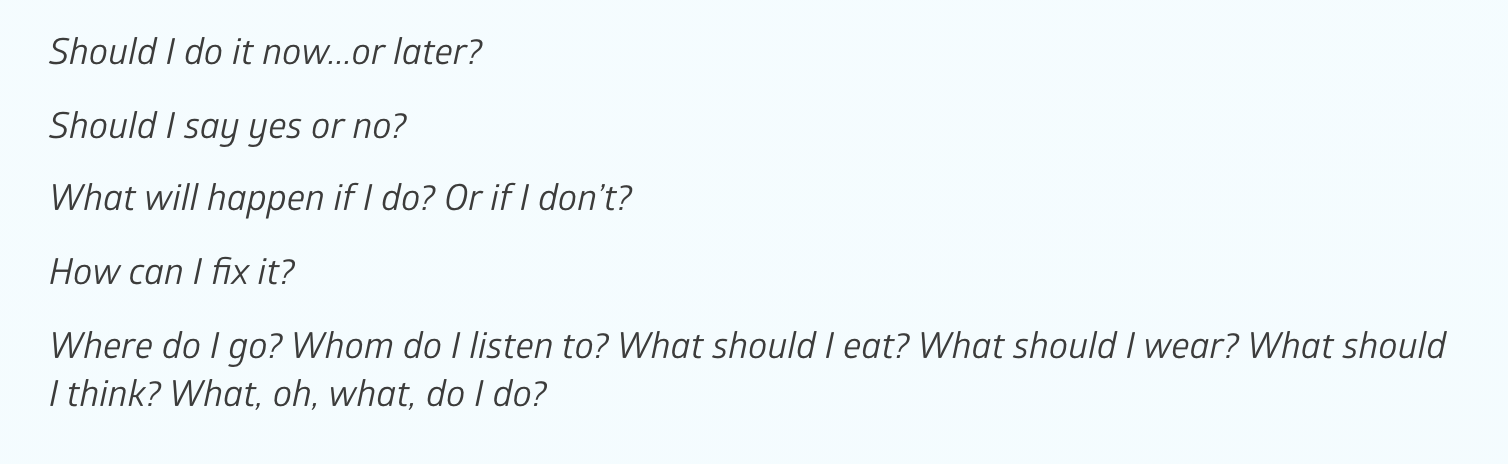 Should I do it now...or later?
Should I say yes or no?
What will happen if I do? Or if I don’t?
How can I fix it?
Where do I go? Whom do I listen to? What should I eat? What should I wear? What should
I think? What, oh, what, do I do?